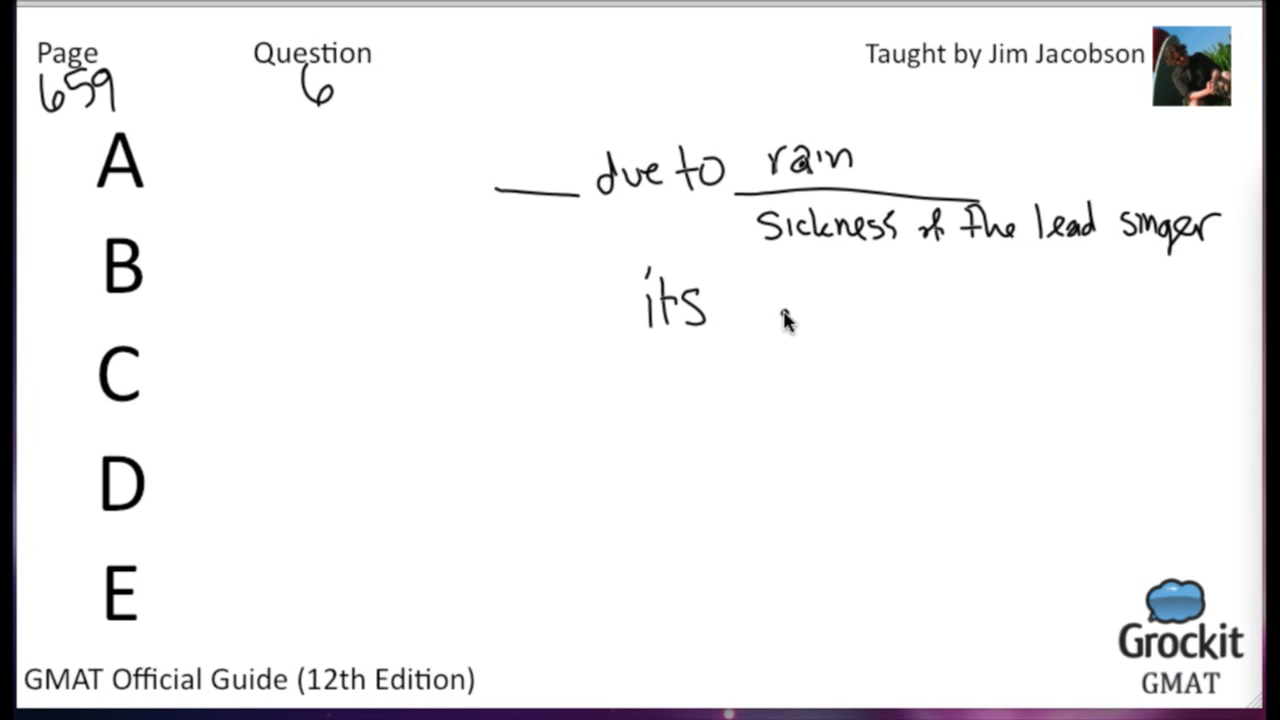 Page Question Taught by Jim Jacobson
659 6
A
due to rain
B
sickness of the lead singer
its
C
D
E
Grockit
GMAT
GMAT Official Guide (12th Edition)